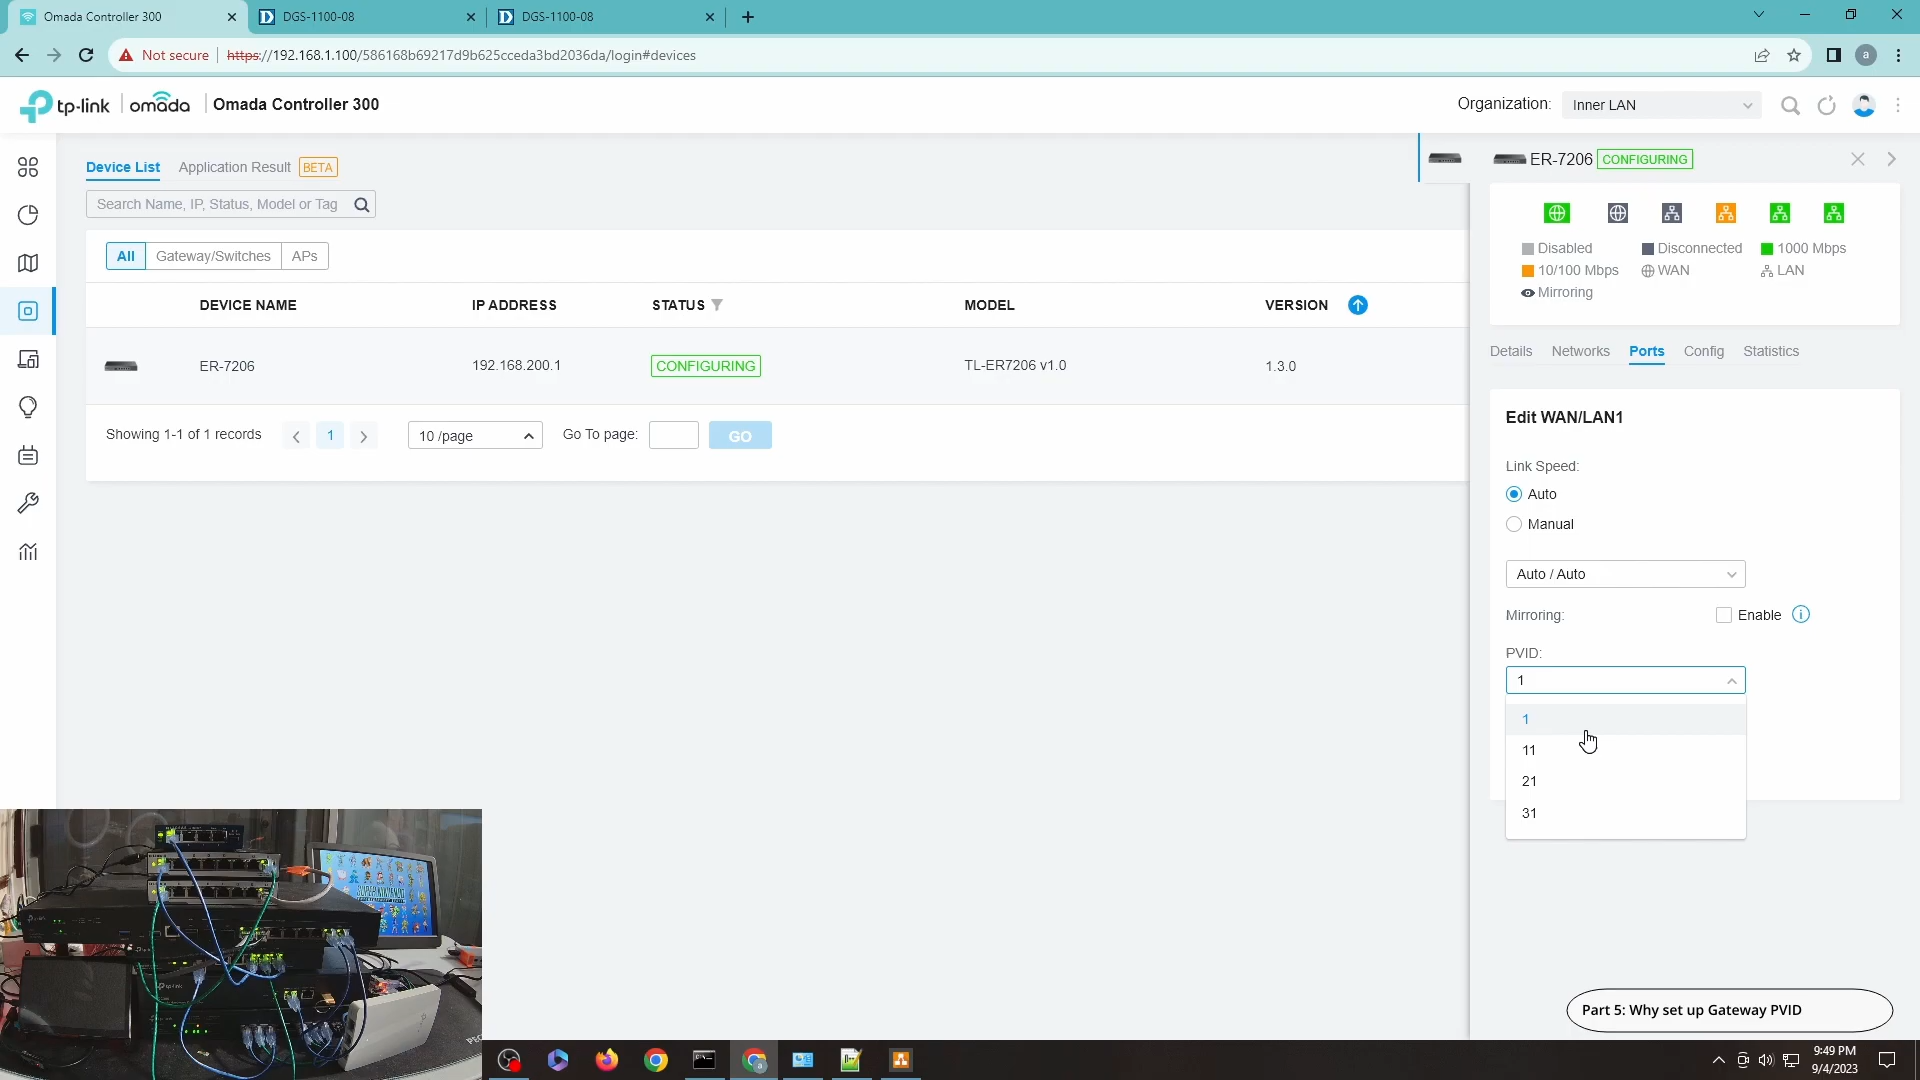 Omada Controller 300
DGS-1100-08
DGS-1100-08
Not secure
https://192.168.1.100/586168b69217d9b625cceda3bd2036da/login#devices
a
tp-link
omada
Omada Controller 300
Organization:
Inner LAN
Device List
Application Result
BETA
Search Name, IP, Status, Model or Tag
All
Gateway/Switches
APs
DEVICE NAME
IP ADDRESS
STATUS
MODEL
VERSION
ER-7206
192.168.200.1
CONFIGURING
TL-ER7206 v1.0
1.3.0
Showing 1-1 of 1 records
1
10 /page
Go To page:
GO
ER-7206
CONFIGURING
Disabled
Disconnected
1000 Mbps
10/100 Mbps
WAN
LAN
Mirroring
Details
Networks
Ports
Config
Statistics
Edit WAN/LAN1
Link Speed:
Auto
Manual
Auto / Auto
Mirroring:
Enable
PVID:
1
1
11
21
31
SUPER NINTENDO
Part 5: Why set up Gateway PVID
9:49 PM
9/4/2023